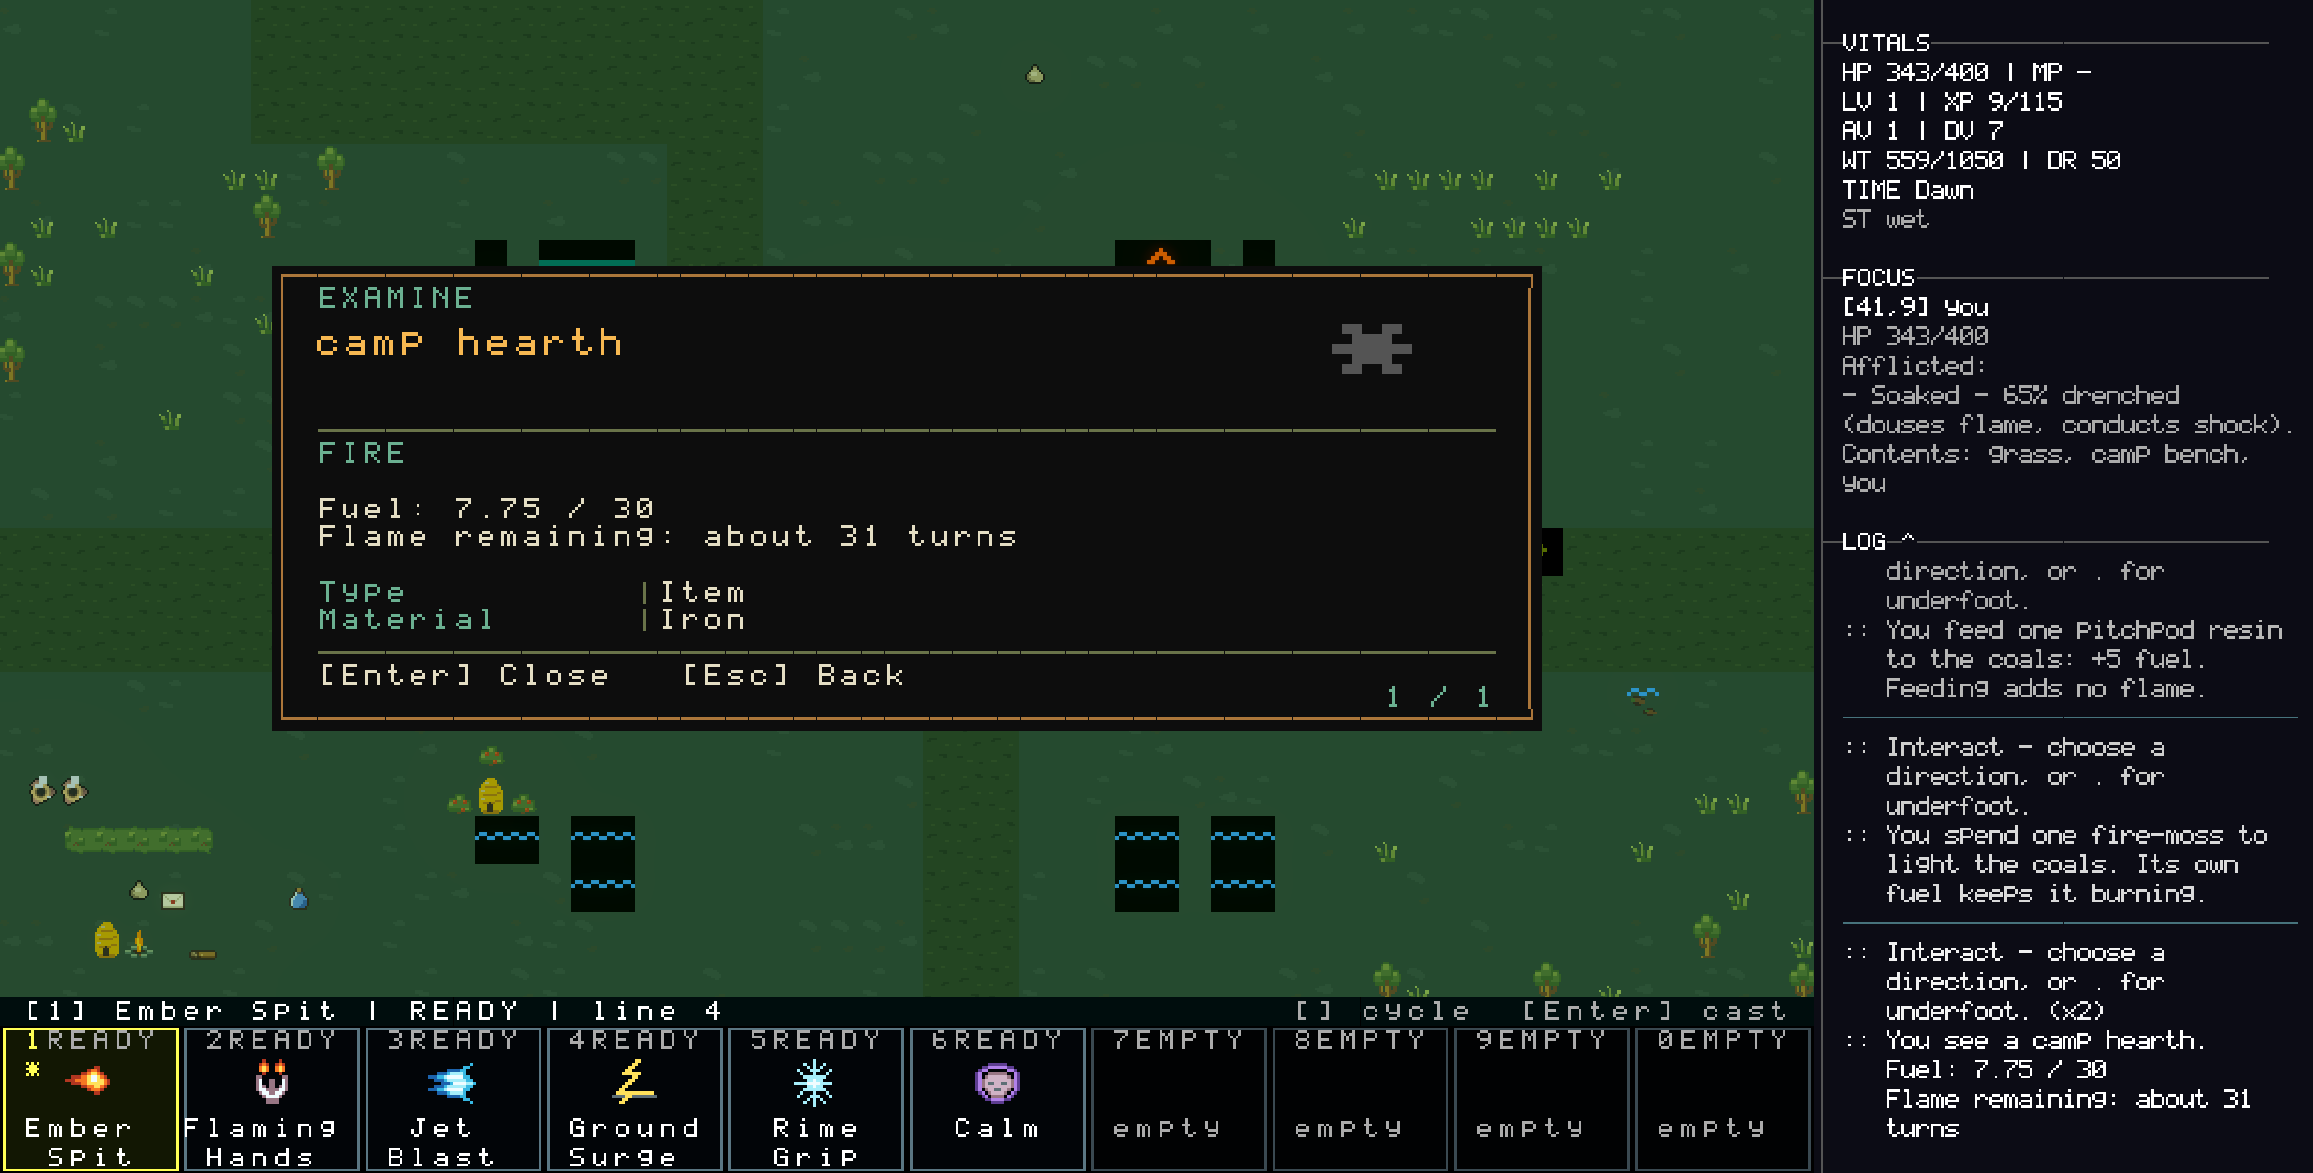 EXAMINE
camp hearth
FIRE
Fuel: 7.75 / 30
Flame remaining: about 31 turns
Type | Item
Material | Iron
[Enter] Close [Esc] Back
1 / 1
[1] Ember Spit | READY | line 4
[] cycle [Enter] cast
1READY
Ember
Spit
2READY
Flaming
Hands
3READY
Jet
Blast
4READY
Ground
Surge
5READY
Rime
Grip
6READY
Calm
7EMPTY
empty
8EMPTY
empty
9EMPTY
empty
0EMPTY
empty
VITALS
HP 343/400 | MP -
LV 1 | XP 9/115
AV 1 | DV 7
WT 559/1050 | DR 50
TIME Dawn
ST wet
FOCUS
[41,9] You
HP 343/400
Afflicted:
- Soaked - 65% drenched
(douses flame, conducts shock).
Contents: grass, camp bench,
you
LOG ^
direction, or . for
underfoot.
:: You feed one PitchPod resin
to the coals: +5 fuel.
Feeding adds no flame.
:: Interact - choose a
direction, or . for
underfoot.
:: You spend one fire-moss to
light the coals. Its own
fuel keeps it burning.
:: Interact - choose a
direction, or . for
underfoot. (x2)
:: You see a camp hearth.
Fuel: 7.75 / 30
Flame remaining: about 31
turns